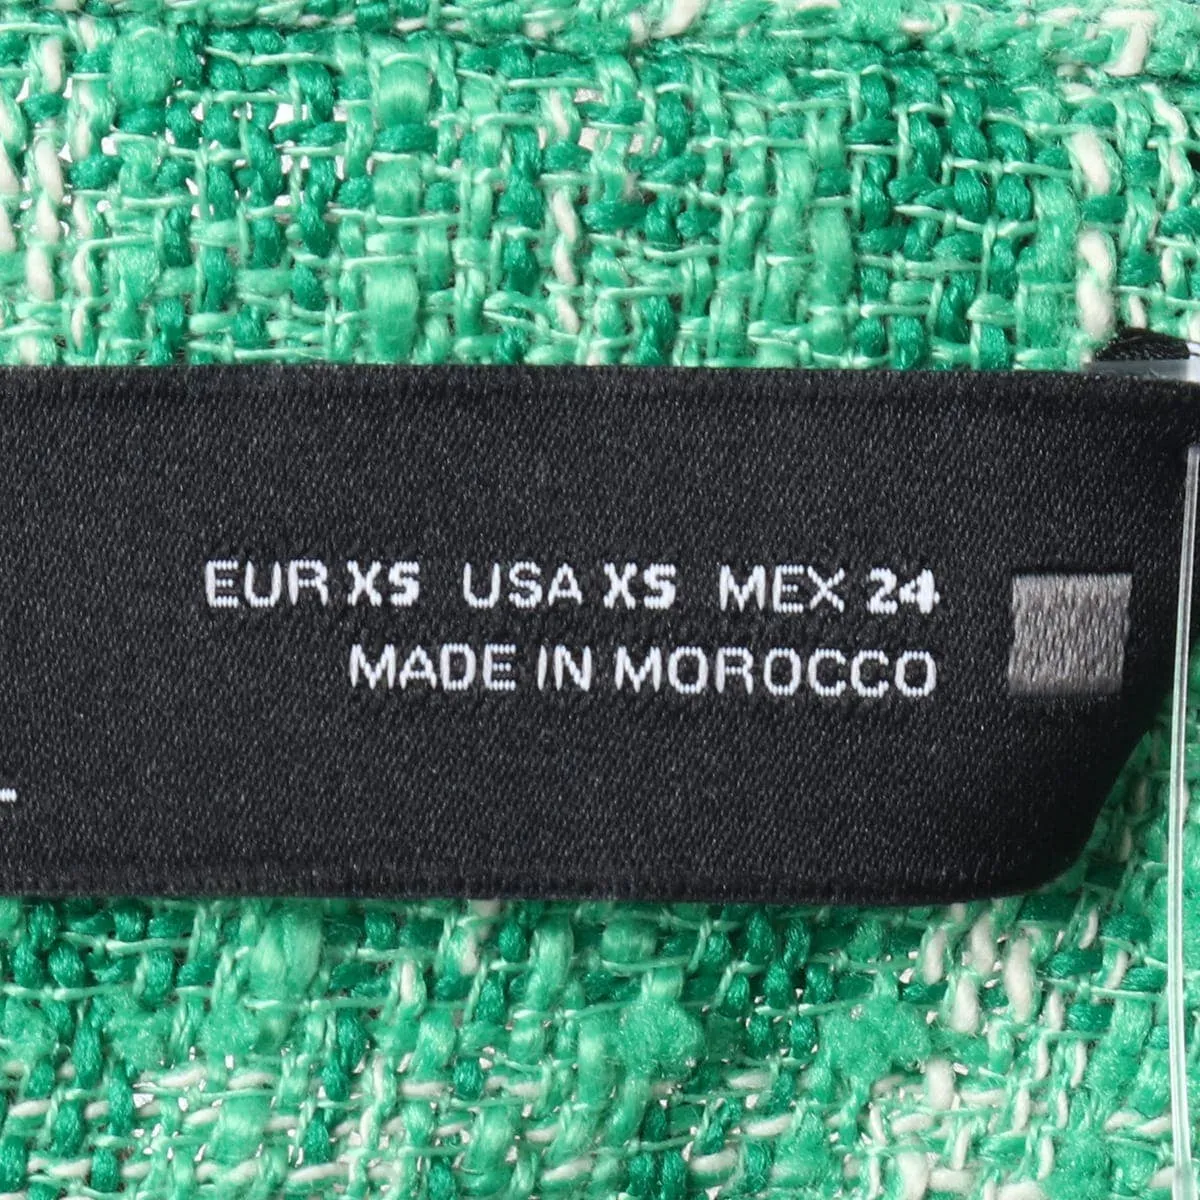 EUR XS USA XS MEX 24
MADE IN MOROCCO